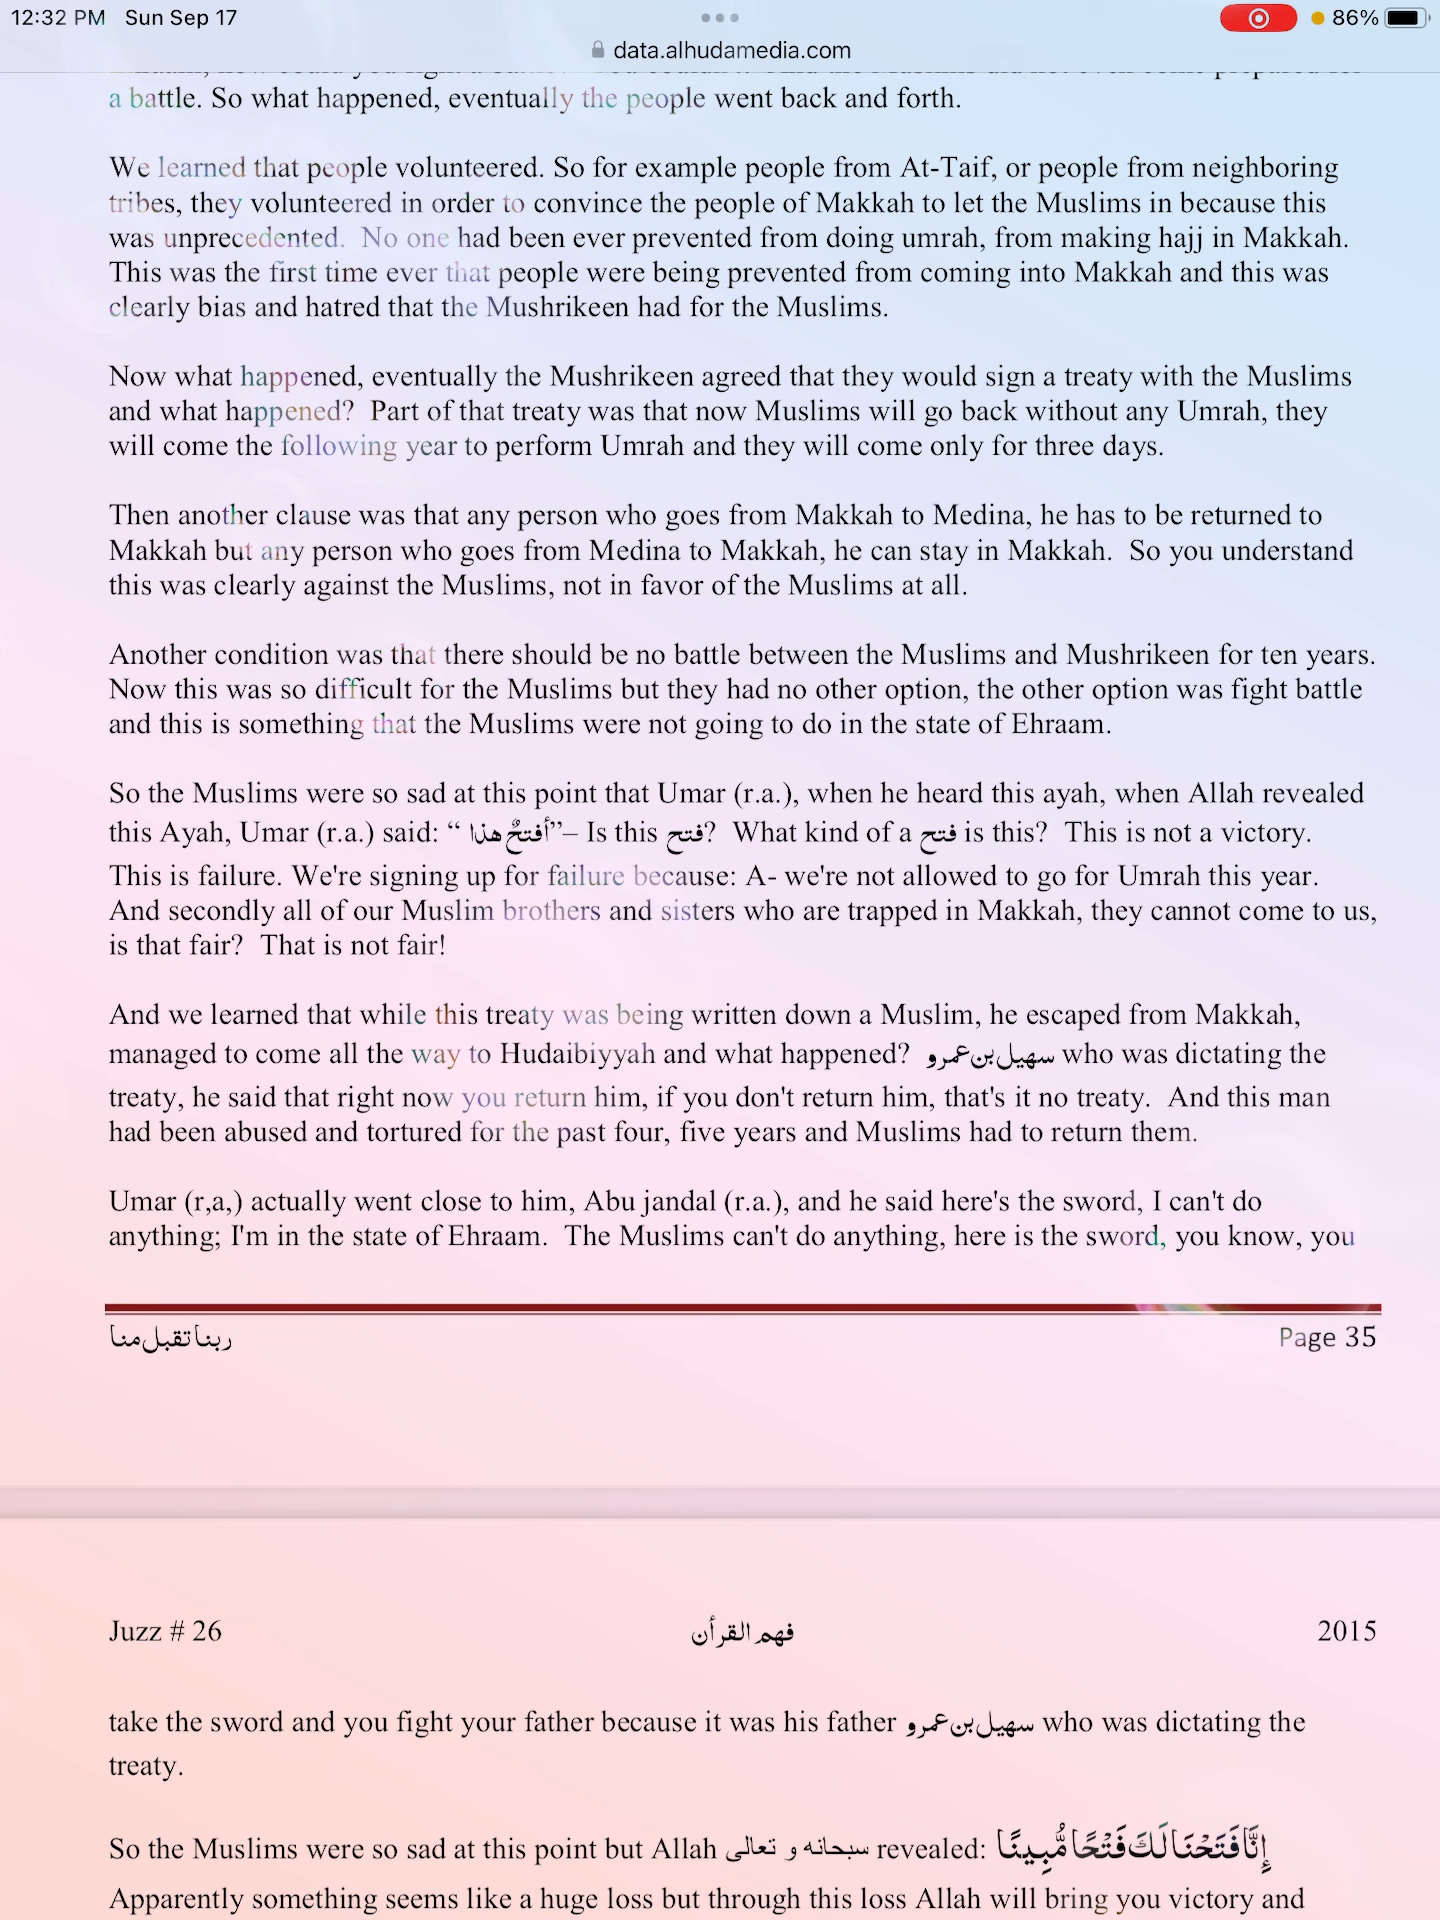 12:32 PM Sun Sep 17
86%
data.alhudamedia.com
a battle. So what happened, eventually the people went back and forth.
We learned that people volunteered. So for example people from At-Taif, or people from neighboring
tribes, they volunteered in order to convince the people of Makkah to let the Muslims in because this
was unprecedented. No one had been ever prevented from doing umrah, from making hajj in Makkah.
This was the first time ever that people were being prevented from coming into Makkah and this was
clearly bias and hatred that the Mushrikeen had for the Muslims.
Now what happened, eventually the Mushrikeen agreed that they would sign a treaty with the Muslims
and what happened? Part of that treaty was that now Muslims will go back without any Umrah, they
will come the following year to perform Umrah and they will come only for three days.
Then another clause was that any person who goes from Makkah to Medina, he has to be returned to
Makkah but any person who goes from Medina to Makkah, he can stay in Makkah. So you understand
this was clearly against the Muslims, not in favor of the Muslims at all.
Another condition was that there should be no battle between the Muslims and Mushrikeen for ten years.
Now this was so difficult for the Muslims but they had no other option, the other option was fight battle
and this is something that the Muslims were not going to do in the state of Ehraam.
So the Muslims were so sad at this point that Umar (r.a.), when he heard this ayah, when Allah revealed
this Ayah, Umar (r.a.) said: “ أفتحٌ هذا”– Is this فتح? What kind of a فتح is this? This is not a victory.
This is failure. We're signing up for failure because: A- we're not allowed to go for Umrah this year.
And secondly all of our Muslim brothers and sisters who are trapped in Makkah, they cannot come to us,
is that fair? That is not fair!
And we learned that while this treaty was being written down a Muslim, he escaped from Makkah,
managed to come all the way to Hudaibiyyah and what happened? سهيل بن عمرو who was dictating the
treaty, he said that right now you return him, if you don't return him, that's it no treaty. And this man
had been abused and tortured for the past four, five years and Muslims had to return them.
Umar (r,a,) actually went close to him, Abu jandal (r.a.), and he said here's the sword, I can't do
anything; I'm in the state of Ehraam. The Muslims can't do anything, here is the sword, you know, you
ربنا تقبل منا Page 35
Juzz # 26 فهم القرأن 2015
take the sword and you fight your father because it was his father سهيل بن عمرو who was dictating the
treaty.
So the Muslims were so sad at this point but Allah سبحانه و تعالى revealed: إِنَّا فَتَحْنَا لَكَ فَتْحًا مُّبِينًا
Apparently something seems like a huge loss but through this loss Allah will bring you victory and